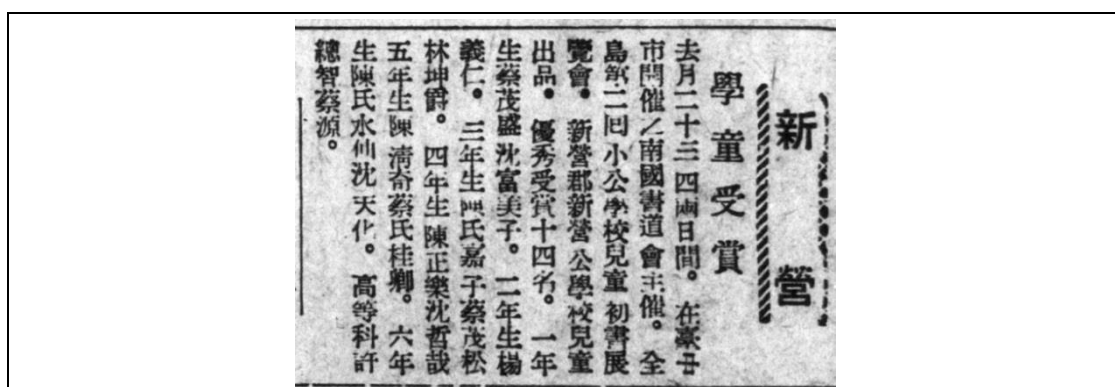 新營
學童受賞
去月二十三四兩日間。在臺中
市開催之南國書道會主催。全
島第二回小公學校兒童初書展
覽會。新營郡新營公學校兒童
出品。優秀受賞十四名。一年
生蔡茂盛沈富美子。二年生楊
義仁。三年生陳氏嘉子蔡茂松
林坤爵。四年生陳正樂沈哲哉
五年生陳清奇蔡氏桂卿。六年
生陳氏水仙沈天化。高等科許
總智蔡源。